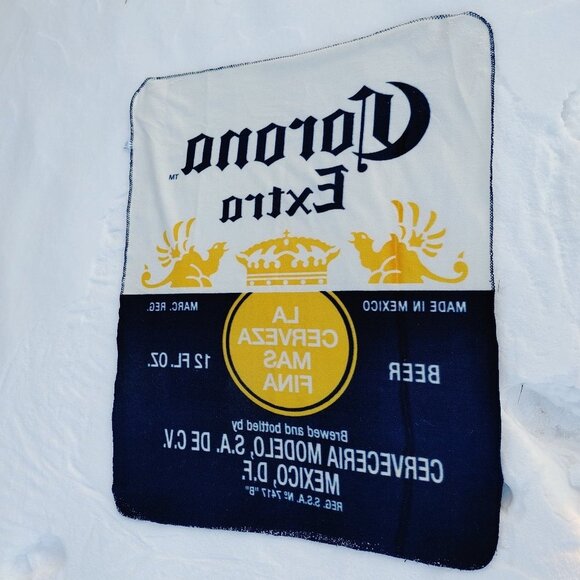 Corona
Extra
TM
MADE IN MEXICO
MARC. REG.
LA
CERVEZA
MAS
FINA
BEER
12 FL. OZ.
Brewed and bottled by
CERVECERIA MODELO, S.A. DE C.V.
MEXICO, D.F.
REG. S.S.A. Nº 7417 "B"